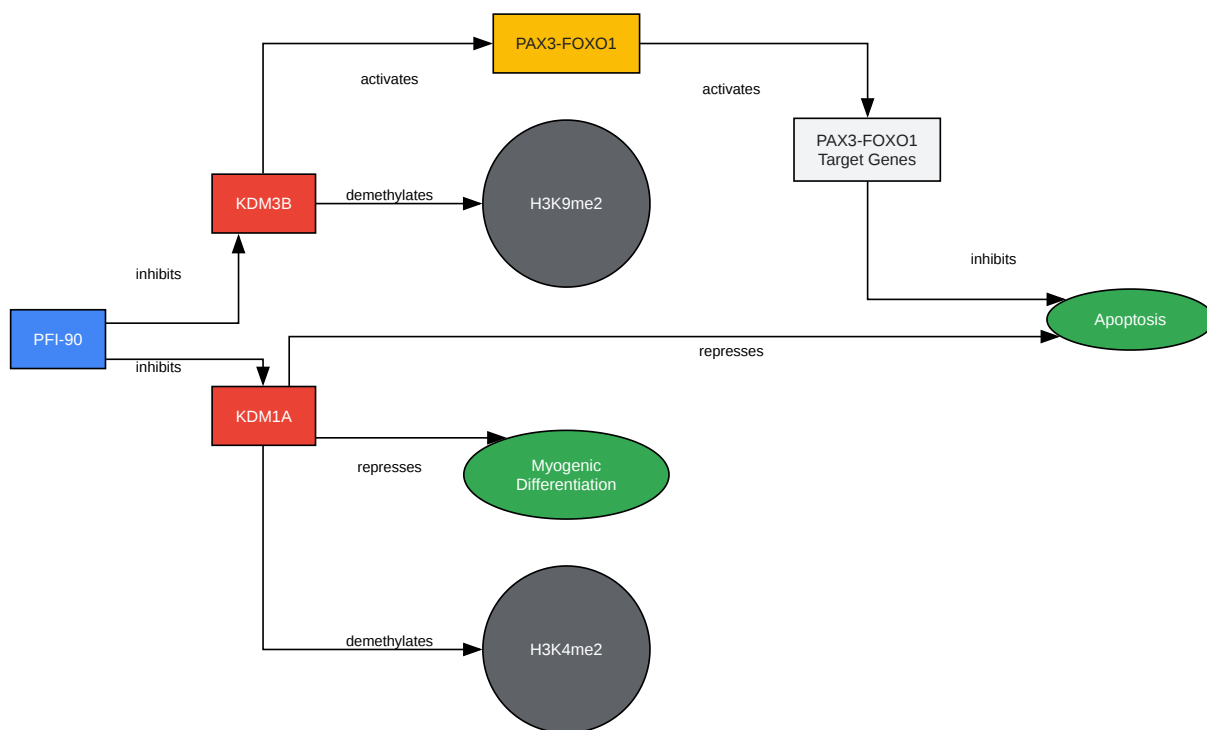 PAX3-FOXO1
activates
activates
PAX3-FOXO1
Target Genes
KDM3B
demethylates
H3K9me2
inhibits
inhibits
Apoptosis
PFI-90
inhibits
represses
KDM1A
represses
Myogenic
Differentiation
demethylates
H3K4me2